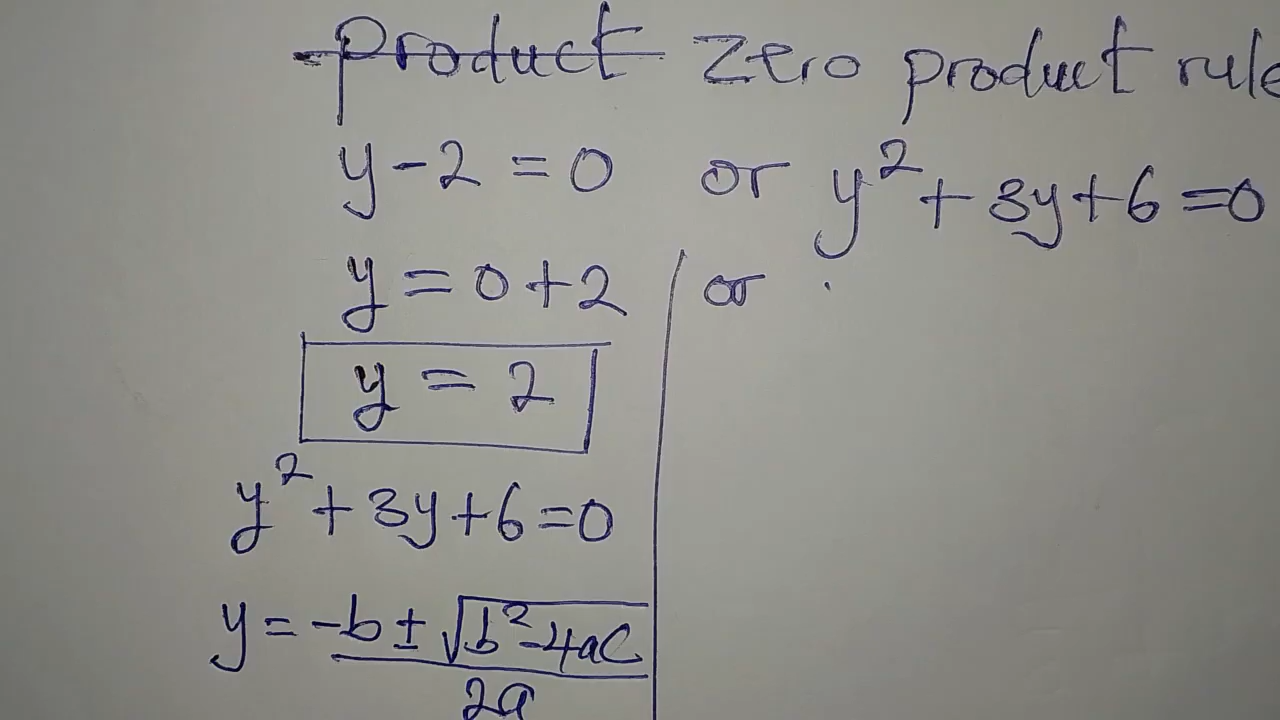 product Zero product rule
y - 2 = 0 or y² + 3y + 6 = 0
y = 0 + 2 or
y = 2
y² + 3y + 6 = 0
y = -b ± √b² - 4ac
2a